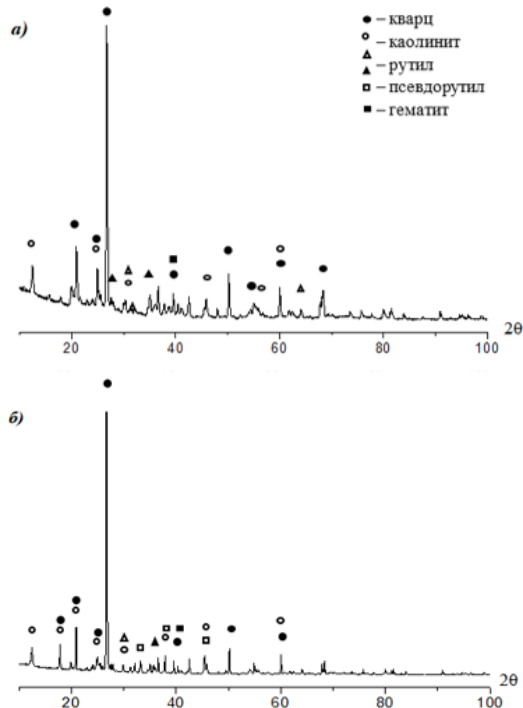 а)
● – кварц
○ – каолинит
△ – рутил
▲ – рутил
□ – псевдорутил
■ – гематит
20 40 60 80 100 2θ
б)
20 40 60 80 100 2θ